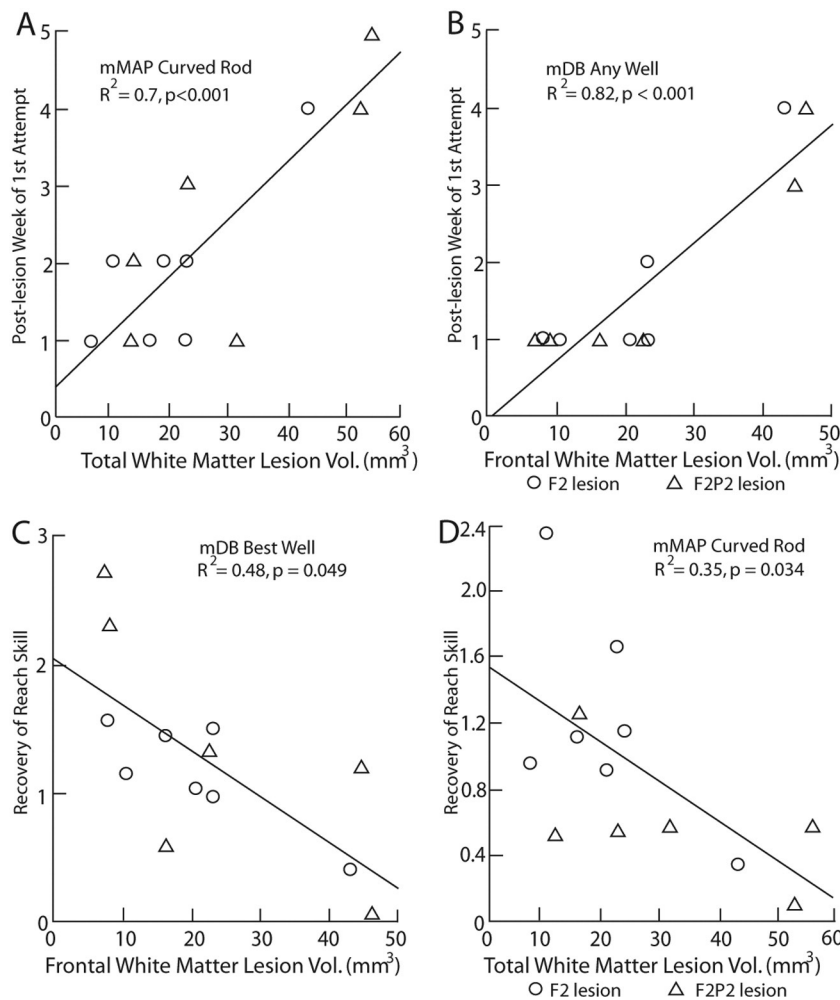 A
mMAP Curved Rod
R2= 0.7, p<0.001
Post-lesion Week of 1st Attempt
5
4
3
2
1
0
0 10 20 30 40 50 60
Total White Matter Lesion Vol. (mm3)
B
mDB Any Well
R2= 0.82, p < 0.001
Post-lesion Week of 1st Attempt
5
4
3
2
1
0
0 10 20 30 40 50
Frontal White Matter Lesion Vol. (mm3)
F2 lesion F2P2 lesion
C
mDB Best Well
R2= 0.48, p = 0.049
Recovery of Reach Skill
3
2
1
0
0 10 20 30 40 50
Frontal White Matter Lesion Vol. (mm3)
D
mMAP Curved Rod
R2= 0.35, p = 0.034
Recovery of Reach Skill
2.4
2.0
1.6
1.2
0.8
0.4
0
0 10 20 30 40 50 60
Total White Matter Lesion Vol. (mm3)
F2 lesion F2P2 lesion